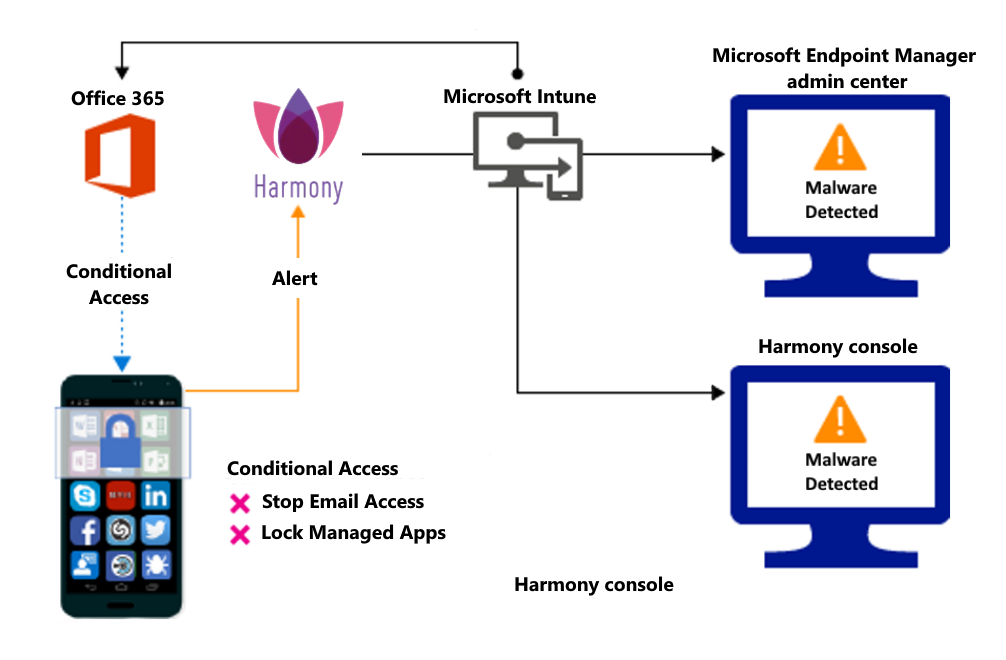 Microsoft Endpoint Manager
admin center
Office 365
Microsoft Intune
Harmony
Malware
Detected
Conditional
Access
Alert
Harmony console
Malware
Detected
Conditional Access
Stop Email Access
Lock Managed Apps
Harmony console